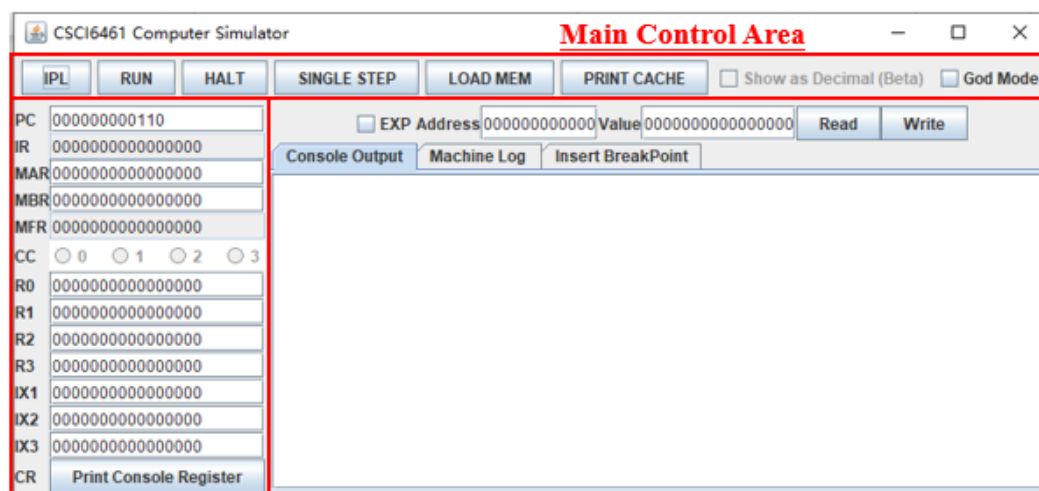 CSCI6461 Computer Simulator
Main Control Area
IPL RUN HALT SINGLE STEP LOAD MEM PRINT CACHE Show as Decimal (Beta) God Mode
PC 000000000110
EXP Address 000000000000 Value 0000000000000000 Read Write
IR 0000000000000000
Console Output Machine Log Insert BreakPoint
MAR 0000000000000000
MBR 0000000000000000
MFR 0000000000000000
CC 0 1 2 3
R0 0000000000000000
R1 0000000000000000
R2 0000000000000000
R3 0000000000000000
IX1 0000000000000000
IX2 0000000000000000
IX3 0000000000000000
CR Print Console Register